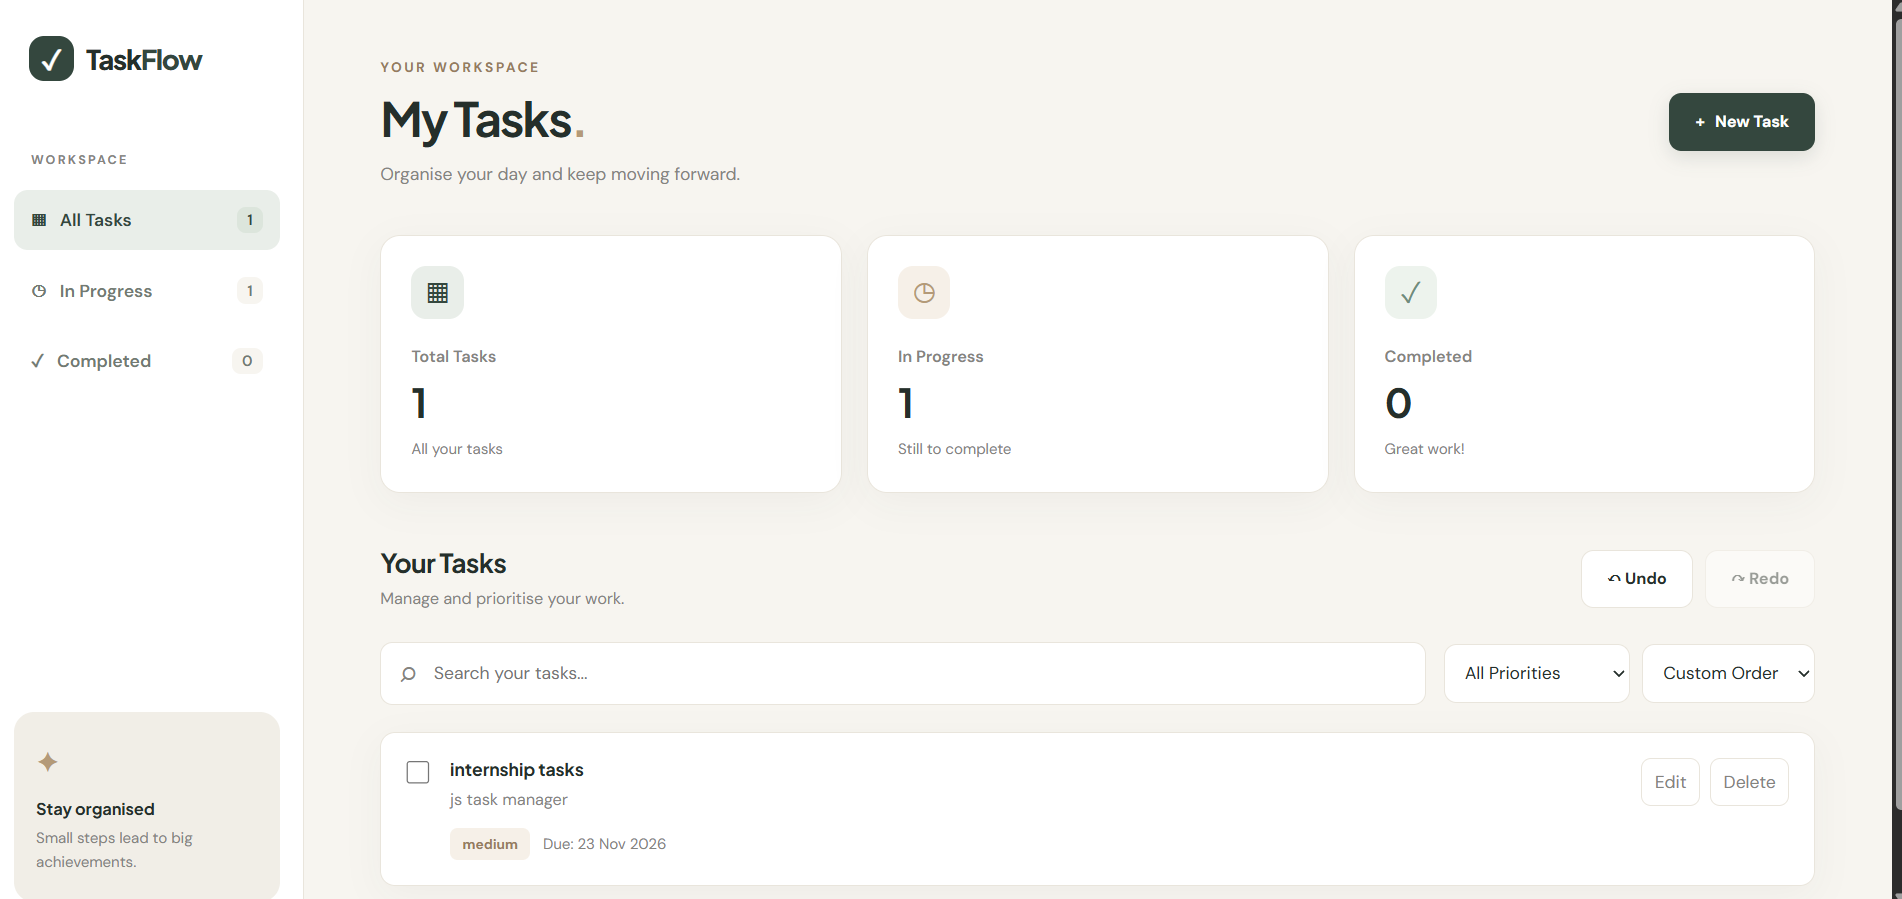 TaskFlow
WORKSPACE
All Tasks 1
In Progress 1
Completed 0
Stay organised
Small steps lead to big
achievements.
YOUR WORKSPACE
My Tasks.
Organise your day and keep moving forward.
+ New Task
Total Tasks
1
All your tasks
In Progress
1
Still to complete
Completed
0
Great work!
Your Tasks
Manage and prioritise your work.
Undo
Redo
Search your tasks...
All Priorities
Custom Order
internship tasks
js task manager
medium Due: 23 Nov 2026
Edit
Delete